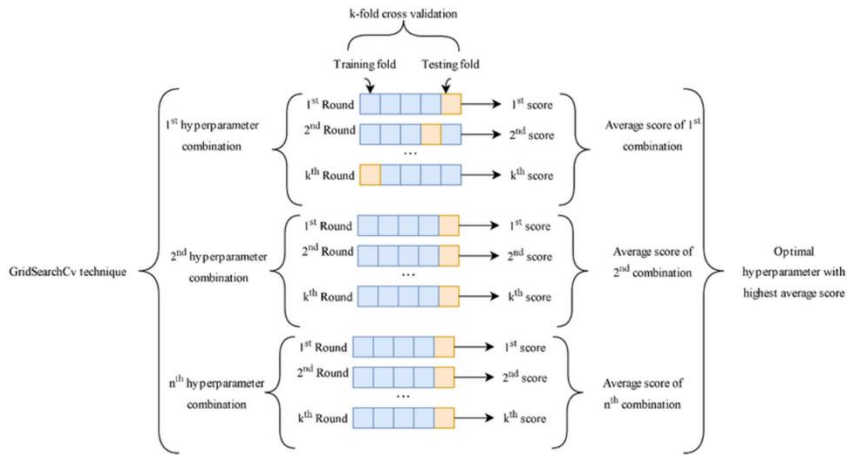 k-fold cross validation
Training fold
Testing fold
GridSearchCv technique
1st hyperparameter
combination
1st Round
1st score
2nd Round
2nd score
...
kth Round
kth score
Average score of 1st
combination
2nd hyperparameter
combination
1st Round
1st score
2nd Round
2nd score
...
kth Round
kth score
Average score of
2nd combination
nth hyperparameter
combination
1st Round
1st score
2nd Round
2nd score
...
kth Round
kth score
Average score of
nth combination
Optimal
hyperparameter with
highest average score